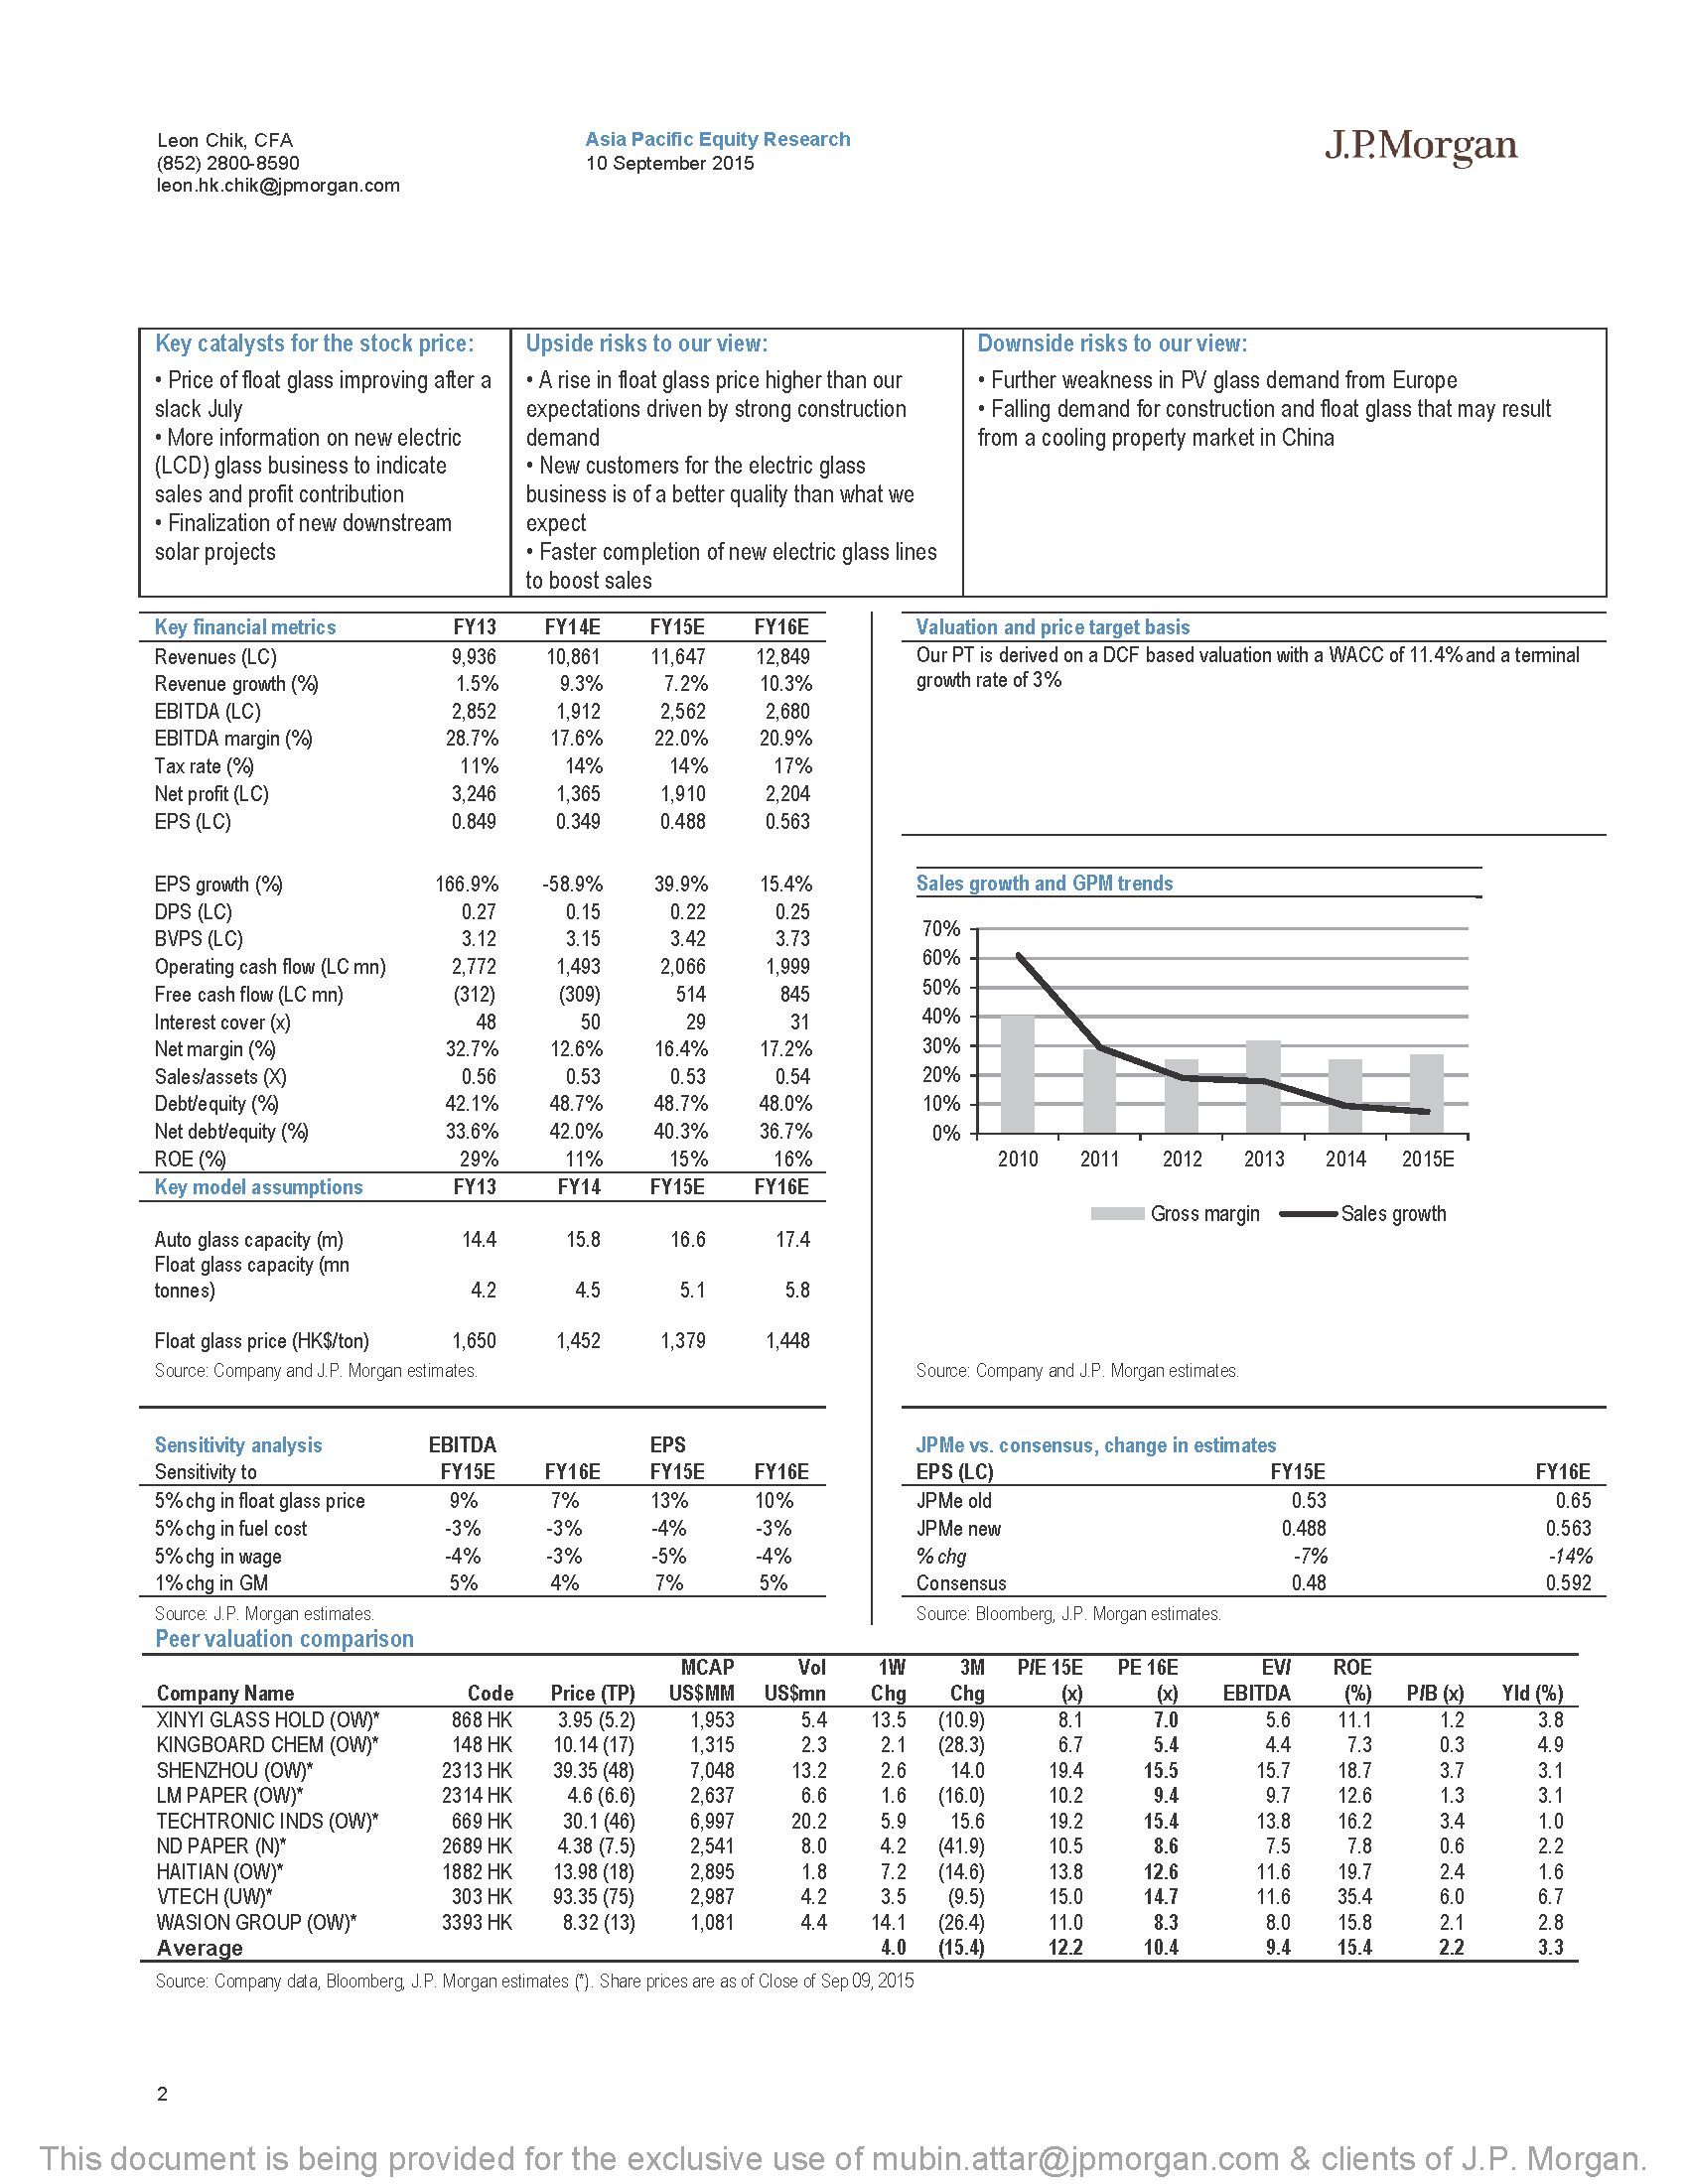 Leon Chik, CFA
(852) 2800-8590
leon.hk.chik@jpmorgan.com
Asia Pacific Equity Research
10 September 2015
J.P.Morgan
Key catalysts for the stock price:
• Price of float glass improving after a
slack July
• More information on new electric
(LCD) glass business to indicate
sales and profit contribution
• Finalization of new downstream
solar projects
Upside risks to our view:
• A rise in float glass price higher than our
expectations driven by strong construction
demand
• New customers for the electric glass
business is of a better quality than what we
expect
• Faster completion of new electric glass lines
to boost sales
Downside risks to our view:
• Further weakness in PV glass demand from Europe
• Falling demand for construction and float glass that may result
from a cooling property market in China
Key financial metrics FY13 FY14E FY15E FY16E
Revenues (LC) 9,936 10,861 11,647 12,849
Revenue growth (%) 1.5% 9.3% 7.2% 10.3%
EBITDA (LC) 2,852 1,912 2,562 2,680
EBITDA margin (%) 28.7% 17.6% 22.0% 20.9%
Tax rate (%) 11% 14% 14% 17%
Net profit (LC) 3,246 1,365 1,910 2,204
EPS (LC) 0.849 0.349 0.488 0.563
EPS growth (%) 166.9% -58.9% 39.9% 15.4%
DPS (LC) 0.27 0.15 0.22 0.25
BVPS (LC) 3.12 3.15 3.42 3.73
Operating cash flow (LC mn) 2,772 1,493 2,066 1,999
Free cash flow (LC mn) (312) (309) 514 845
Interest cover (x) 48 50 29 31
Net margin (%) 32.7% 12.6% 16.4% 17.2%
Sales/assets (X) 0.56 0.53 0.53 0.54
Debt/equity (%) 42.1% 48.7% 48.7% 48.0%
Net debt/equity (%) 33.6% 42.0% 40.3% 36.7%
ROE (%) 29% 11% 15% 16%
Key model assumptions FY13 FY14 FY15E FY16E
Auto glass capacity (m) 14.4 15.8 16.6 17.4
Float glass capacity (mn
tonnes) 4.2 4.5 5.1 5.8
Float glass price (HK$/ton) 1,650 1,452 1,379 1,448
Source: Company and J.P. Morgan estimates.
Valuation and price target basis
Our PT is derived on a DCF based valuation with a WACC of 11.4% and a terminal
growth rate of 3%
Sales growth and GPM trends
70%
60%
50%
40%
30%
20%
10%
0%
2010 2011 2012 2013 2014 2015E
Gross margin Sales growth
Source: Company and J.P. Morgan estimates.
Sensitivity analysis EBITDA EPS
Sensitivity to FY15E FY16E FY15E FY16E
5% chg in float glass price 9% 7% 13% 10%
5% chg in fuel cost -3% -3% -4% -3%
5% chg in wage -4% -3% -5% -4%
1% chg in GM 5% 4% 7% 5%
Source: J.P. Morgan estimates.
JPMe vs. consensus, change in estimates
EPS (LC) FY15E FY16E
JPMe old 0.53 0.65
JPMe new 0.488 0.563
% chg -7% -14%
Consensus 0.48 0.592
Source: Bloomberg, J.P. Morgan estimates.
Peer valuation comparison
MCAP Vol 1W 3M P/E 15E PE 16E EV/ ROE
Company Name Code Price (TP) US$MM US$mn Chg Chg (x) (x) EBITDA (%) P/B (x) Yld (%)
XINYI GLASS HOLD (OW)* 868 HK 3.95 (5.2) 1,953 5.4 13.5 (10.9) 8.1 7.0 5.6 11.1 1.2 3.8
KINGBOARD CHEM (OW)* 148 HK 10.14 (17) 1,315 2.3 2.1 (28.3) 6.7 5.4 4.4 7.3 0.3 4.9
SHENZHOU (OW)* 2313 HK 39.35 (48) 7,048 13.2 2.6 14.0 19.4 15.5 15.7 18.7 3.7 3.1
LM PAPER (OW)* 2314 HK 4.6 (6.6) 2,637 6.6 1.6 (16.0) 10.2 9.4 9.7 12.6 1.3 3.1
TECHTRONIC INDS (OW)* 669 HK 30.1 (46) 6,997 20.2 5.9 15.6 19.2 15.4 13.8 16.2 3.4 1.0
ND PAPER (N)* 2689 HK 4.38 (7.5) 2,541 8.0 4.2 (41.9) 10.5 8.6 7.5 7.8 0.6 2.2
HAITIAN (OW)* 1882 HK 13.98 (18) 2,895 1.8 7.2 (14.6) 13.8 12.6 11.6 19.7 2.4 1.6
VTECH (UW)* 303 HK 93.35 (75) 2,987 4.2 3.5 (9.5) 15.0 14.7 11.6 35.4 6.0 6.7
WASION GROUP (OW)* 3393 HK 8.32 (13) 1,081 4.4 14.1 (26.4) 11.0 8.3 8.0 15.8 2.1 2.8
Average 4.0 (15.4) 12.2 10.4 9.4 15.4 2.2 3.3
Source: Company data, Bloomberg, J.P. Morgan estimates (*). Share prices are as of Close of Sep 09, 2015
2
This document is being provided for the exclusive use of mubin.attar@jpmorgan.com & clients of J.P. Morgan.